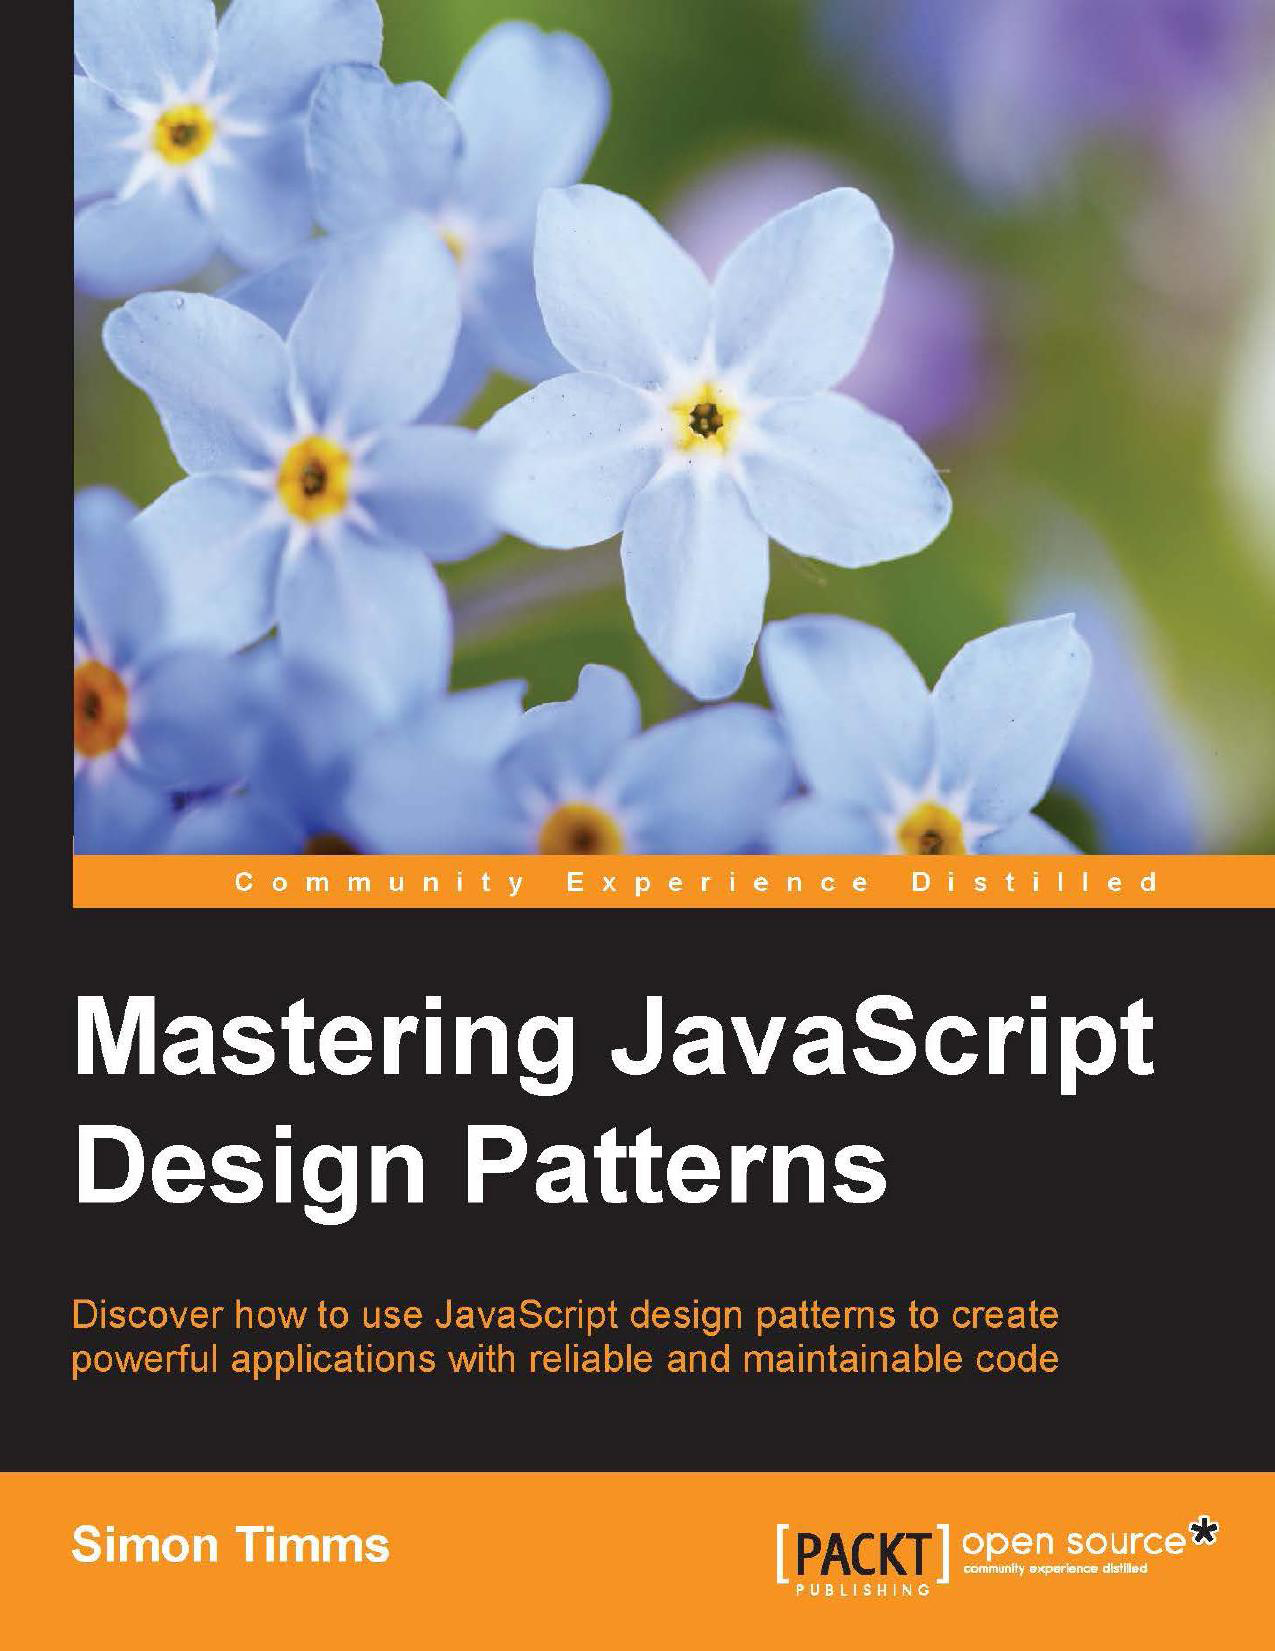 Community Experience Distilled
Mastering JavaScript
Design Patterns
Discover how to use JavaScript design patterns to create
powerful applications with reliable and maintainable code
Simon Timms
[PACKT] open source*
PUBLISHING community experience distilled